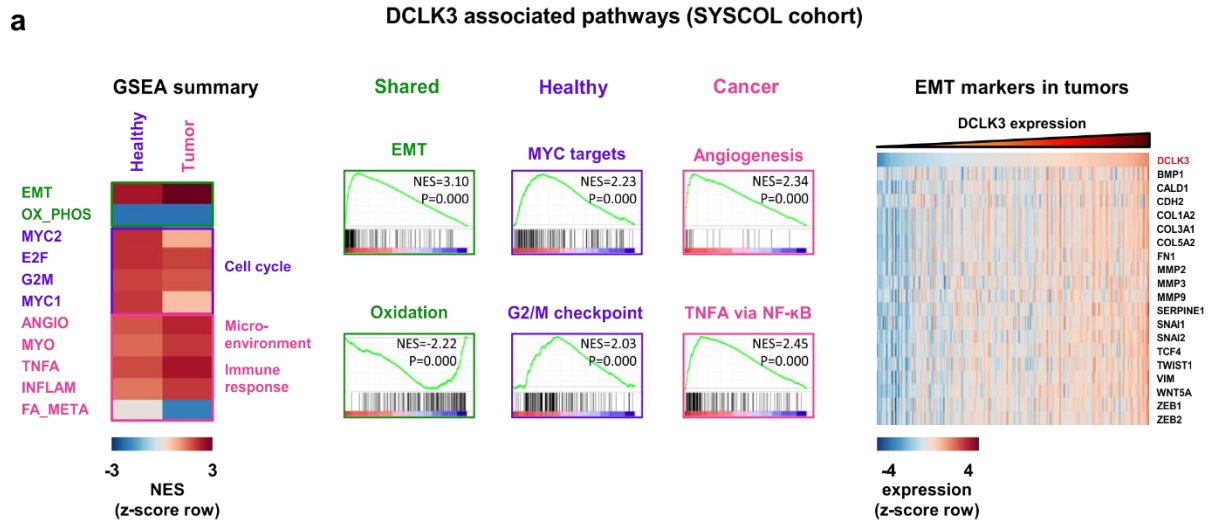 a
DCLK3 associated pathways (SYSCOL cohort)
GSEA summary
Healthy
Tumor
EMT
OX_PHOS
MYC2
E2F
G2M
MYC1
ANGIO
MYO
TNFA
INFLAM
FA_META
Cell cycle
Micro-
environment
Immune
response
-3
3
NES
(z-score row)
Shared
Healthy
Cancer
EMT
NES=3.10
P=0.000
MYC targets
NES=2.23
P=0.000
Angiogenesis
NES=2.34
P=0.000
Oxidation
NES=-2.22
P=0.000
G2/M checkpoint
NES=2.03
P=0.000
TNFA via NF-κB
NES=2.45
P=0.000
EMT markers in tumors
DCLK3 expression
DCLK3
BMP1
CALD1
CDH2
COL1A2
COL3A1
COL5A2
FN1
MMP2
MMP3
MMP9
SERPINE1
SNAI1
SNAI2
TCF4
TWIST1
VIM
WNT5A
ZEB1
ZEB2
-4
4
expression
(z-score row)